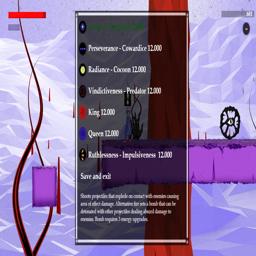 Perseverance - Cowardice 12.000
Radiance - Cocoon 12.000
Vindictiveness - Predator 12.000
King 12.000
Queen 12.000
Ruthlessness - Impulsiveness 12.000
Save and exit
Shoots projectiles that explode on contact with enemies causing
area of effect damage. Alternative fire sets a bomb that can be
detonated with other projectiles dealing aboard damage to
enemies. Bomb requires 3 energy upgrades.